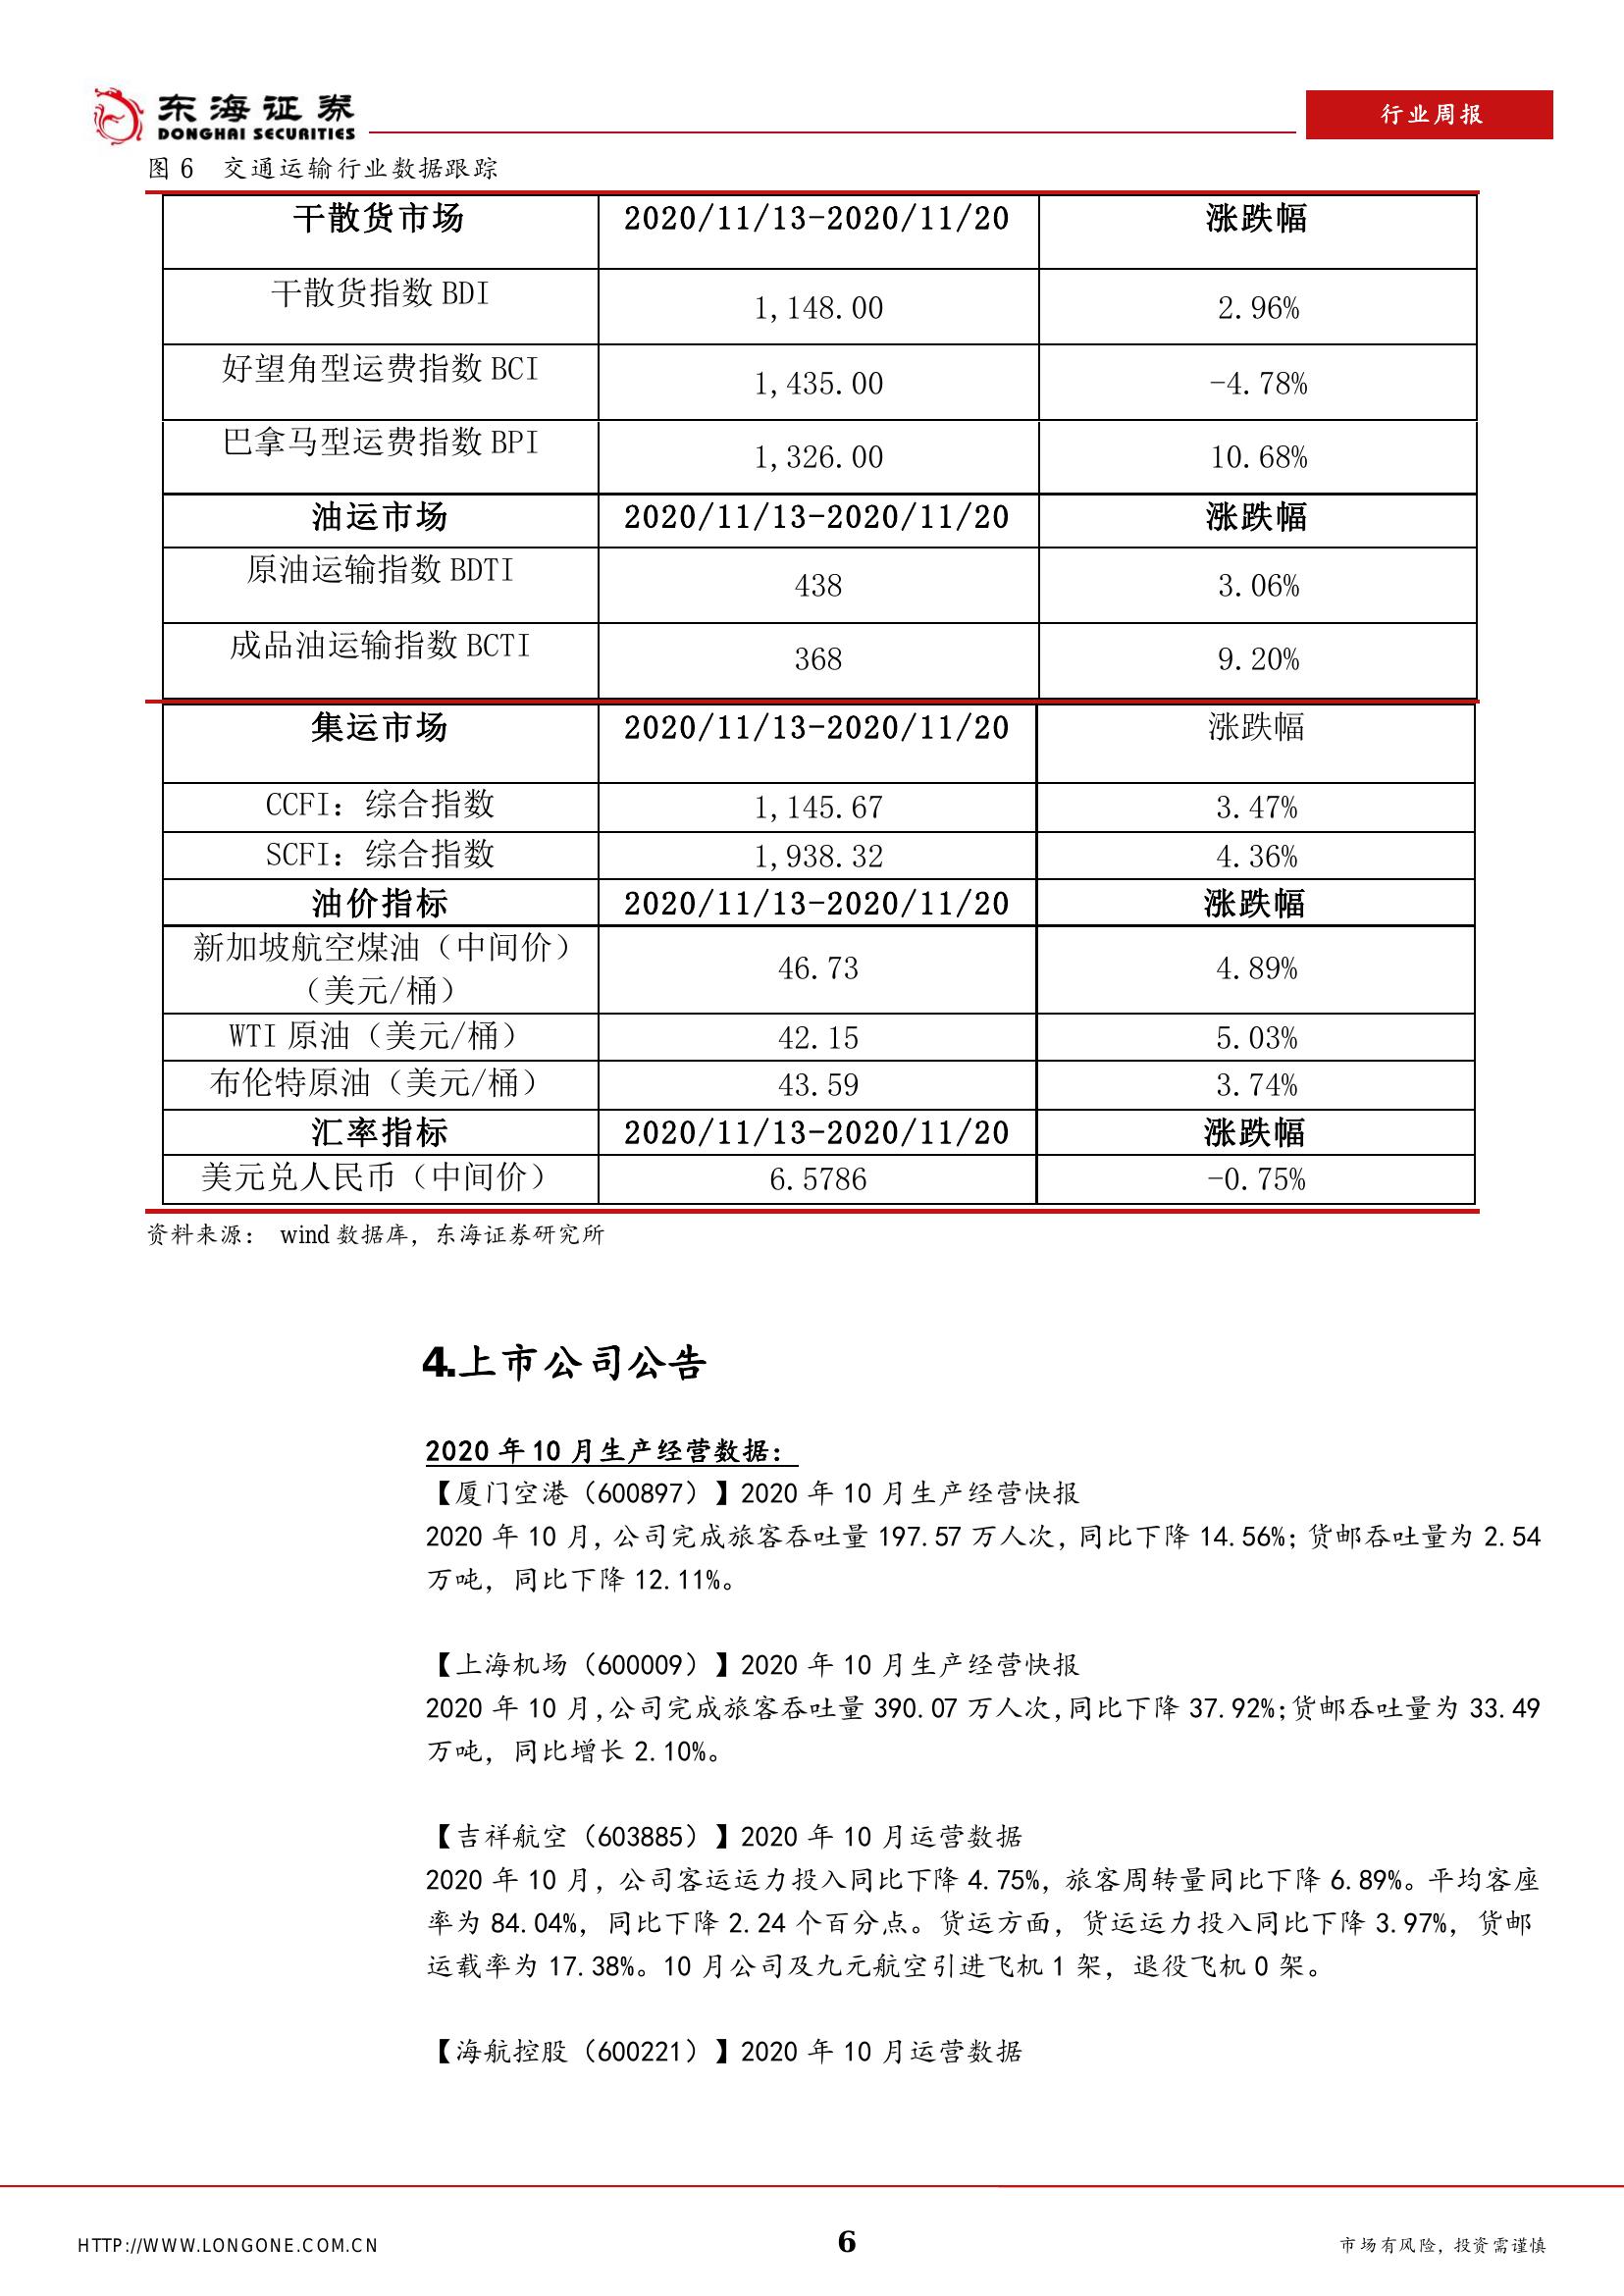 东海证券
DONGHAI SECURITIES
行业周报
图 6 交通运输行业数据跟踪
干散货市场 2020/11/13-2020/11/20 涨跌幅
干散货指数 BDI 1,148.00 2.96%
好望角型运费指数 BCI 1,435.00 -4.78%
巴拿马型运费指数 BPI 1,326.00 10.68%
油运市场 2020/11/13-2020/11/20 涨跌幅
原油运输指数 BDTI 438 3.06%
成品油运输指数 BCTI 368 9.20%
集运市场 2020/11/13-2020/11/20 涨跌幅
CCFI：综合指数 1,145.67 3.47%
SCFI：综合指数 1,938.32 4.36%
油价指标 2020/11/13-2020/11/20 涨跌幅
新加坡航空煤油（中间价）
（美元/桶） 46.73 4.89%
WTI 原油（美元/桶） 42.15 5.03%
布伦特原油（美元/桶） 43.59 3.74%
汇率指标 2020/11/13-2020/11/20 涨跌幅
美元兑人民币（中间价） 6.5786 -0.75%
资料来源： wind 数据库，东海证券研究所
4.上市公司公告
2020 年 10 月生产经营数据：
【厦门空港（600897）】2020 年 10 月生产经营快报
2020 年 10 月，公司完成旅客吞吐量 197.57 万人次，同比下降 14.56%；货邮吞吐量为 2.54
万吨，同比下降 12.11%。
【上海机场（600009）】2020 年 10 月生产经营快报
2020 年 10 月，公司完成旅客吞吐量 390.07 万人次，同比下降 37.92%；货邮吞吐量为 33.49
万吨，同比增长 2.10%。
【吉祥航空（603885）】2020 年 10 月运营数据
2020 年 10 月，公司客运运力投入同比下降 4.75%，旅客周转量同比下降 6.89%。平均客座
率为 84.04%，同比下降 2.24 个百分点。货运方面，货运运力投入同比下降 3.97%，货邮
运载率为 17.38%。10 月公司及九元航空引进飞机 1 架，退役飞机 0 架。
【海航控股（600221）】2020 年 10 月运营数据
HTTP://WWW.LONGONE.COM.CN
6
市场有风险，投资需谨慎